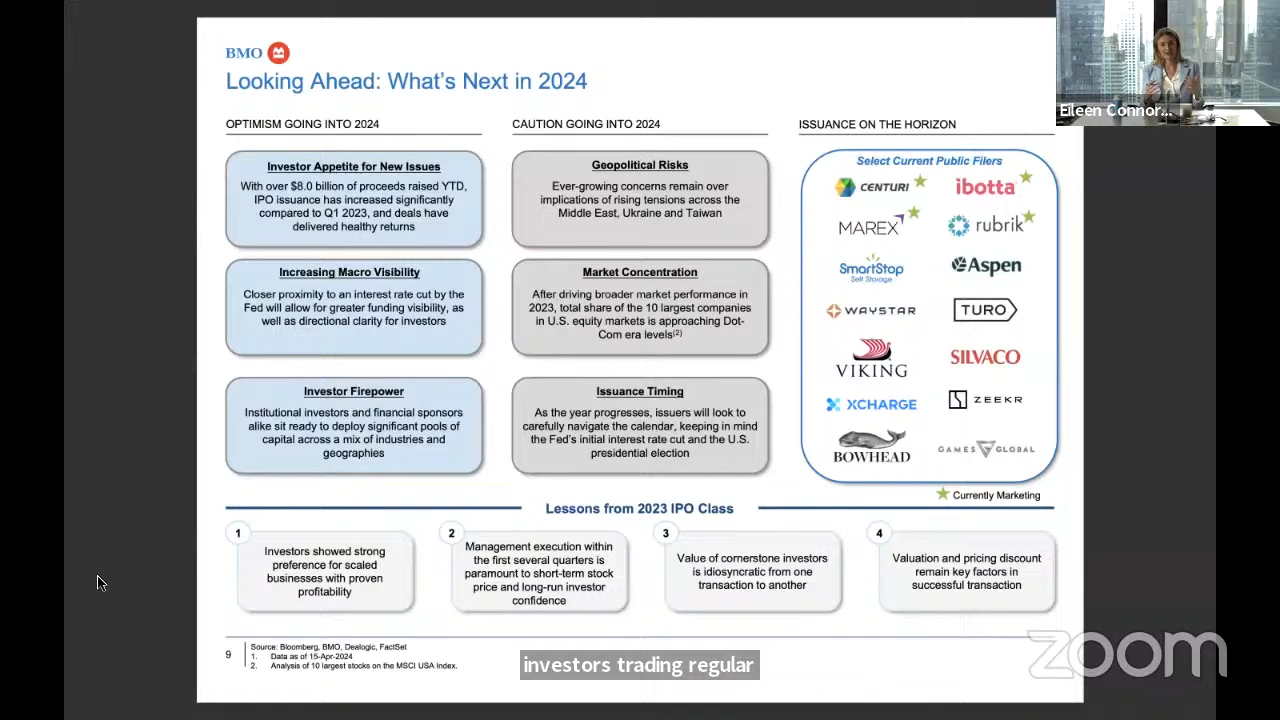 BMO
Looking Ahead: What's Next in 2024
OPTIMISM GOING INTO 2024
Investor Appetite for New Issues
With over $8.0 billion of proceeds raised YTD,
IPO issuance has increased significantly
compared to Q1 2023, and deals have
delivered healthy returns
Increasing Macro Visibility
Closer proximity to an interest rate cut by the
Fed will allow for greater funding visibility, as
well as directional clarity for investors
Investor Firepower
Institutional investors and financial sponsors
alike sit ready to deploy significant pools of
capital across a mix of industries and
geographies
CAUTION GOING INTO 2024
Geopolitical Risks
Ever-growing concerns remain over
implications of rising tensions across the
Middle East, Ukraine and Taiwan
Market Concentration
After driving broader market performance in
2023, total share of the 10 largest companies
in U.S. equity markets is approaching Dot-
Com era levels(2)
Issuance Timing
As the year progresses, issuers will look to
carefully navigate the calendar, keeping in mind
the Fed's initial interest rate cut and the U.S.
presidential election
ISSUANCE ON THE HORIZON
Select Current Public Filers
CENTURI
ibotta
MAREX
rubrik
SmartStop
Self Storage
Aspen
WAYSTAR
TURO
VIKING
SILVACO
XCHARGE
ZEEKR
BOWHEAD
GAMES GLOBAL
Currently Marketing
Lessons from 2023 IPO Class
1
Investors showed strong
preference for scaled
businesses with proven
profitability
2
Management execution within
the first several quarters is
paramount to short-term stock
price and long-run investor
confidence
3
Value of cornerstone investors
is idiosyncratic from one
transaction to another
4
Valuation and pricing discount
remain key factors in
successful transaction
9
Source: Bloomberg, BMO, Dealogic, FactSet
1. Data as of 15-Apr-2024
2. Analysis of 10 largest stocks on the MSCI USA Index.
investors trading regular
zoom
Eileen Connor...